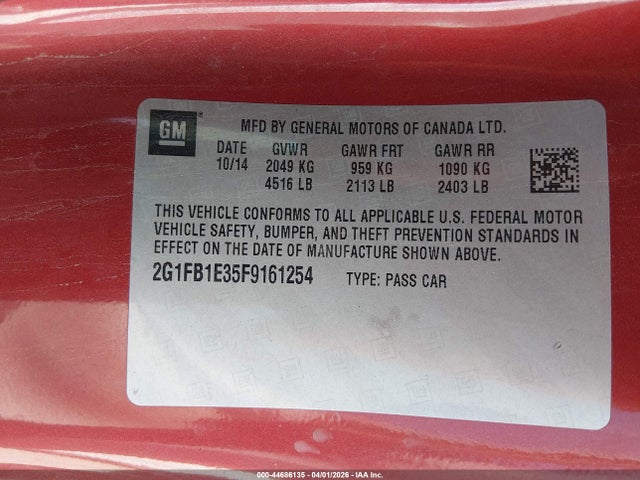 GM ®
MFD BY GENERAL MOTORS OF CANADA LTD.
DATE GVWR GAWR FRT GAWR RR
10/14 2049 KG 959 KG 1090 KG
4516 LB 2113 LB 2403 LB
THIS VEHICLE CONFORMS TO ALL APPLICABLE U.S. FEDERAL MOTOR
VEHICLE SAFETY, BUMPER, AND THEFT PREVENTION STANDARDS IN
EFFECT ON THE DATE OF MANUFACTURE SHOWN ABOVE.
2G1FB1E35F9161254 TYPE: PASS CAR
000-44686135 - 04/01/2026 - IAA Inc.